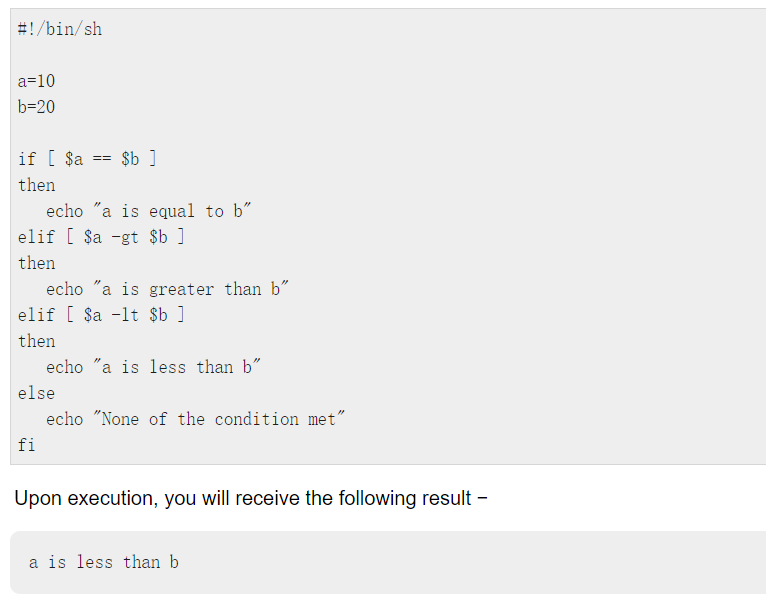 #!/bin/sh
a=10
b=20
if [ $a == $b ]
then
   echo "a is equal to b"
elif [ $a -gt $b ]
then
   echo "a is greater than b"
elif [ $a -lt $b ]
then
   echo "a is less than b"
else
   echo "None of the condition met"
fi
Upon execution, you will receive the following result −
a is less than b